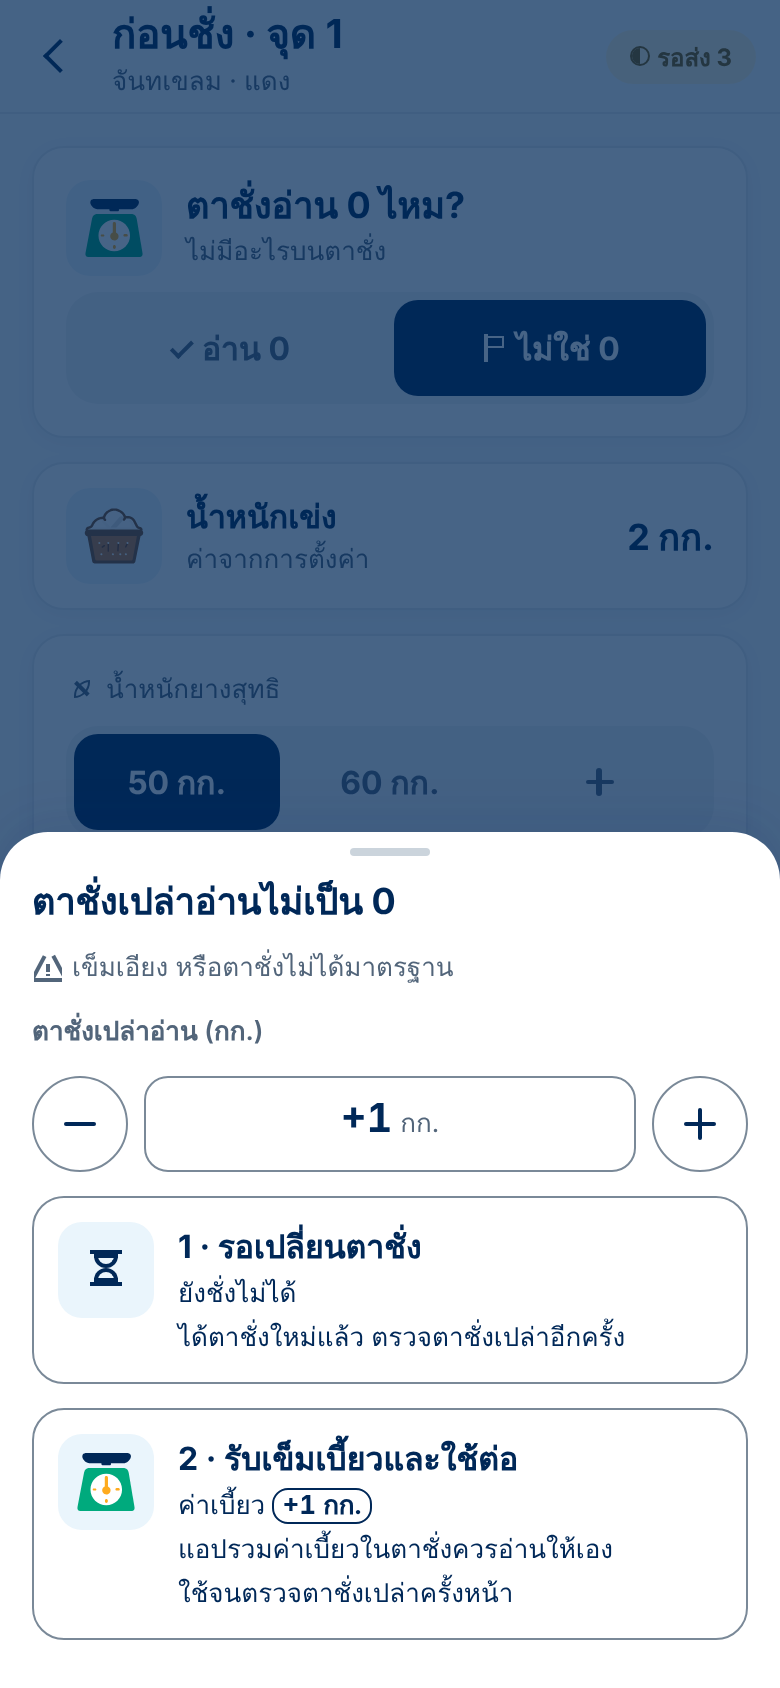 ก่อนชั่ง · จุด 1
จันทเขลม · แดง
รอส่ง 3
ตาชั่งอ่าน 0 ไหม?
ไม่มีอะไรบนตาชั่ง
อ่าน 0
ไม่ใช่ 0
น้ำหนักเข่ง
ค่าจากการตั้งค่า
2 กก.
น้ำหนักยางสุทธิ
50 กก.
60 กก.
+
ตาชั่งเปล่าอ่านไม่เป็น 0
เข็มเอียง หรือตาชั่งไม่ได้มาตรฐาน
ตาชั่งเปล่าอ่าน (กก.)
+1 กก.
1 · รอเปลี่ยนตาชั่ง
ยังชั่งไม่ได้
ได้ตาชั่งใหม่แล้ว ตรวจตาชั่งเปล่าอีกครั้ง
2 · รับเข็มเบี้ยวและใช้ต่อ
ค่าเบี้ยว +1 กก.
แอปรวมค่าเบี้ยวในตาชั่งควรอ่านให้เอง
ใช้จนตรวจตาชั่งเปล่าครั้งหน้า